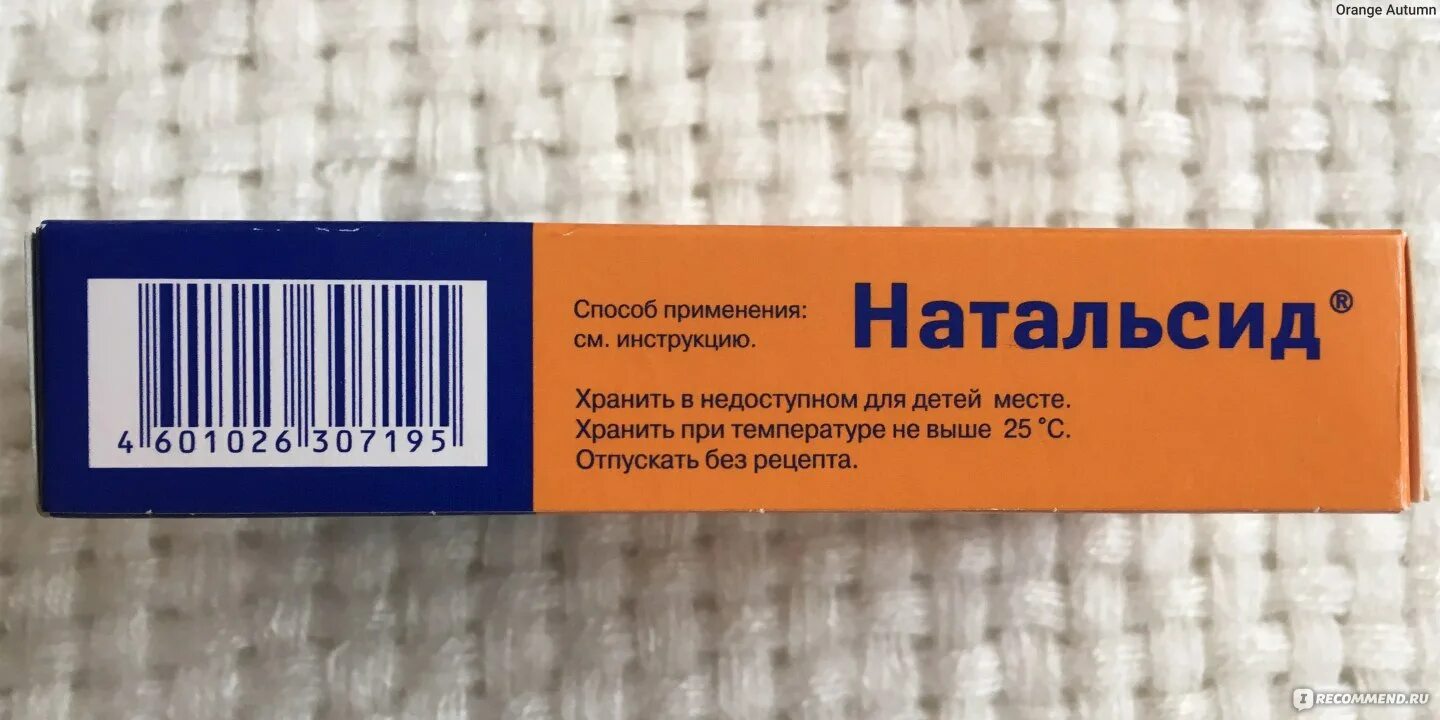 Orange Autumn
Способ применения:
см. инструкцию.
Натальсид®
Хранить в недоступном для детей месте.
Хранить при температуре не выше 25 °С.
Отпускать без рецепта.
4 601026 307195
IRECOMMEND.RU